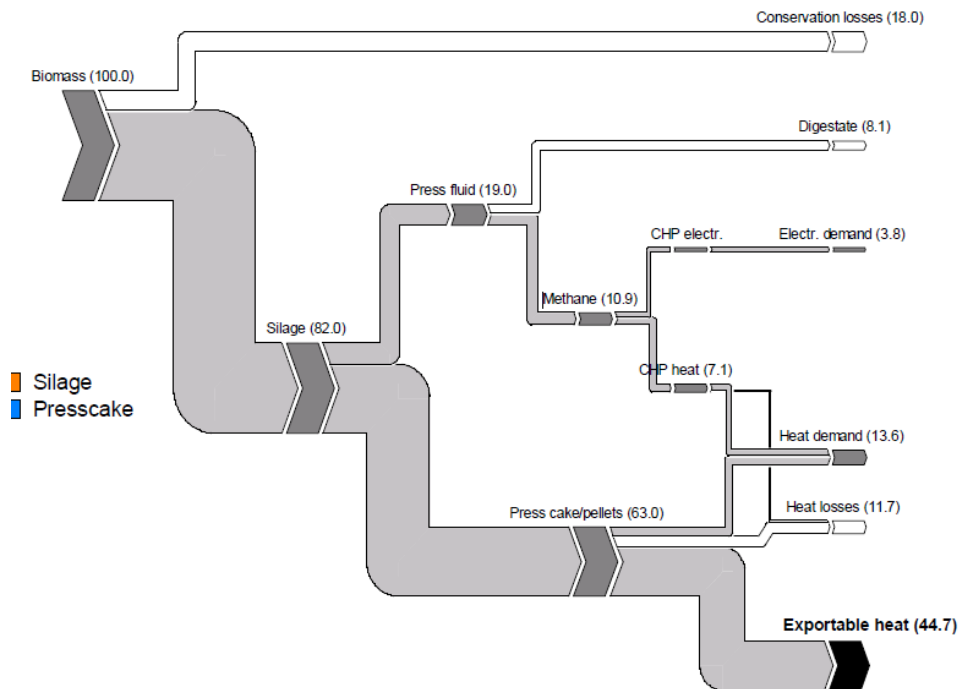 Conservation losses (18.0)
Biomass (100.0)
Digestate (8.1)
Press fluid (19.0)
CHP electr.
Electr. demand (3.8)
Methane (10.9)
Silage (82.0)
CHP heat (7.1)
Silage
Presscake
Heat demand (13.6)
Press cake/pellets (63.0)
Heat losses (11.7)
Exportable heat (44.7)